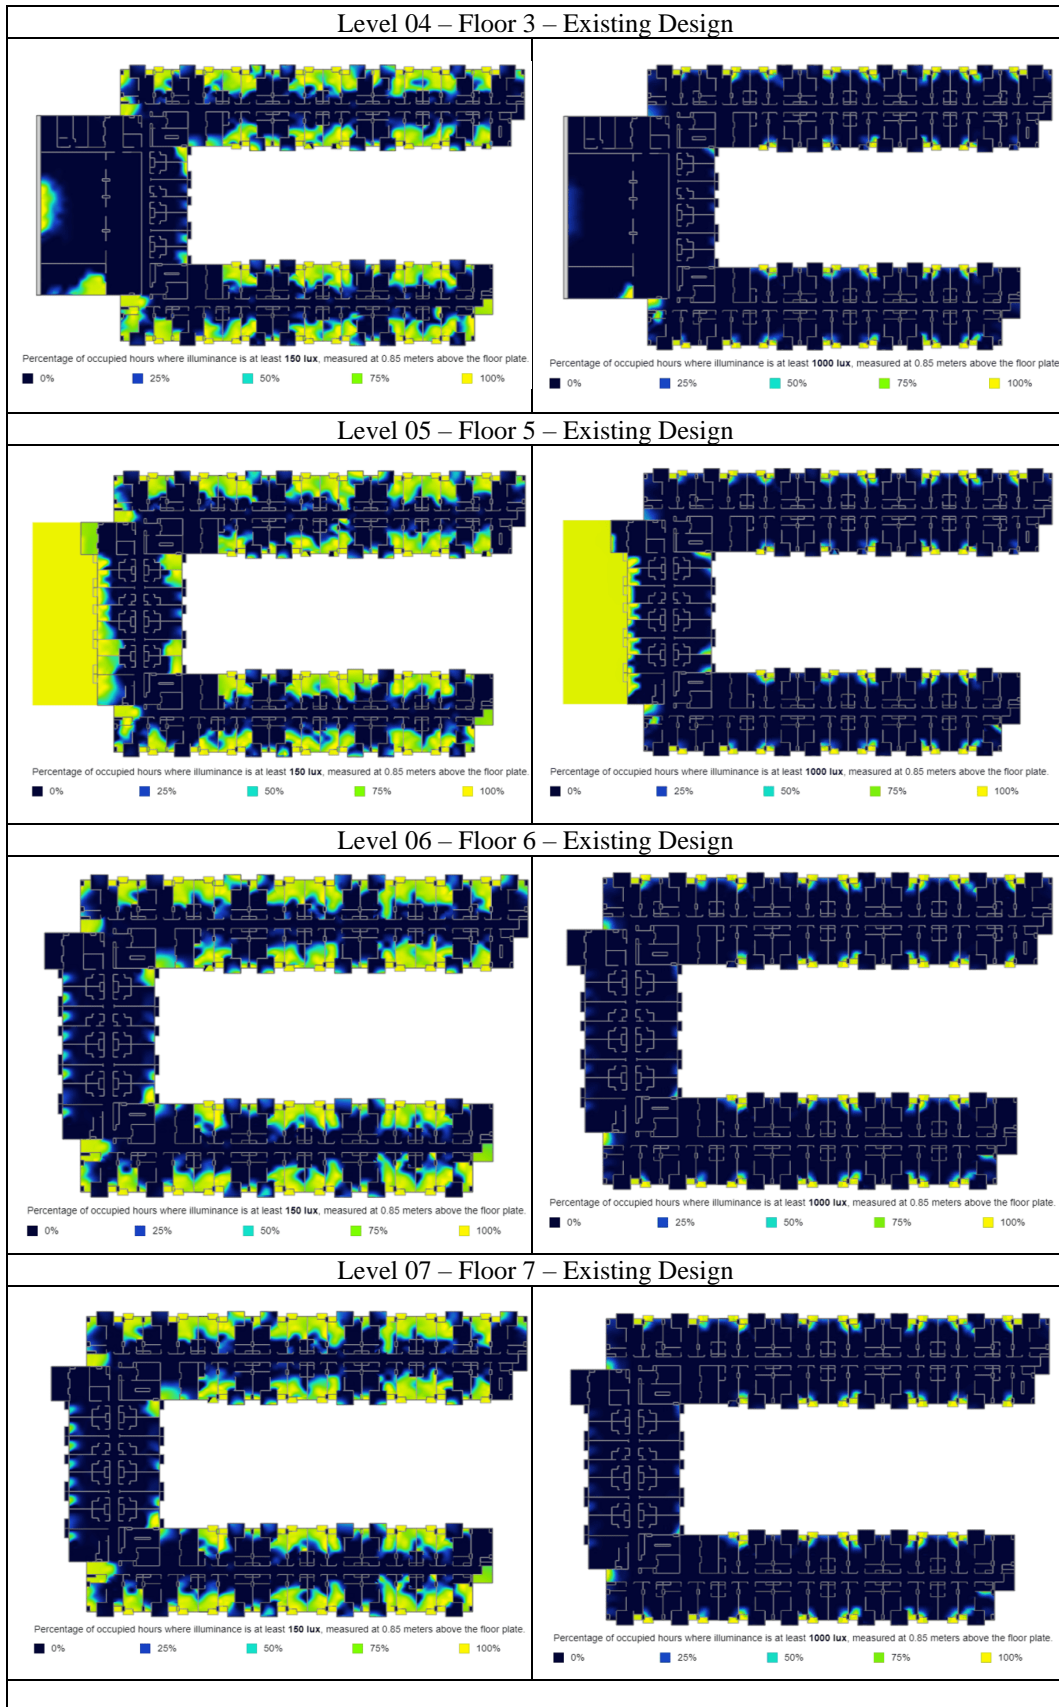 Level 04 – Floor 3 – Existing Design
Percentage of occupied hours where illuminance is at least 150 lux, measured at 0.85 meters above the floor plate.
0% 25% 50% 75% 100%
Percentage of occupied hours where illuminance is at least 1000 lux, measured at 0.85 meters above the floor plate
0% 25% 50% 75% 100%
Level 05 – Floor 5 – Existing Design
Percentage of occupied hours where illuminance is at least 150 lux, measured at 0.85 meters above the floor plate.
0% 25% 50% 75% 100%
Percentage of occupied hours where illuminance is at least 1000 lux, measured at 0.85 meters above the floor plate.
0% 25% 50% 75% 100%
Level 06 – Floor 6 – Existing Design
Percentage of occupied hours where illuminance is at least 150 lux, measured at 0.85 meters above the floor plate.
0% 25% 50% 75% 100%
Percentage of occupied hours where illuminance is at least 1000 lux, measured at 0.85 meters above the floor plate.
0% 25% 50% 75% 100%
Level 07 – Floor 7 – Existing Design
Percentage of occupied hours where illuminance is at least 150 lux, measured at 0.85 meters above the floor plate.
0% 25% 50% 75% 100%
Percentage of occupied hours where illuminance is at least 1000 lux, measured at 0.85 meters above the floor plate.
0% 25% 50% 75% 100%